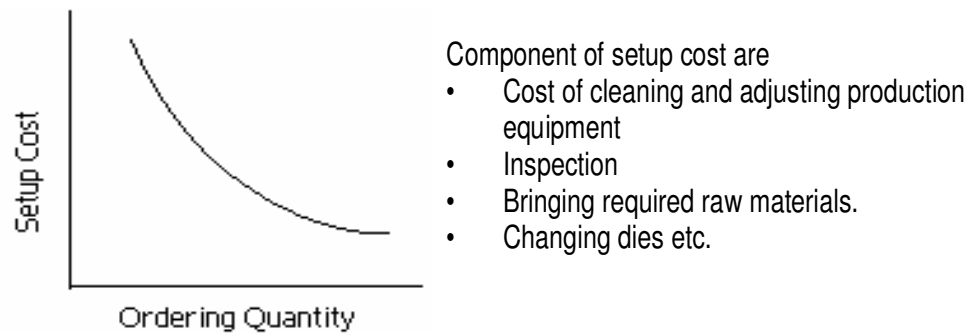 Setup Cost
Ordering Quantity
Component of setup cost are
• Cost of cleaning and adjusting production
equipment
• Inspection
• Bringing required raw materials.
• Changing dies etc.